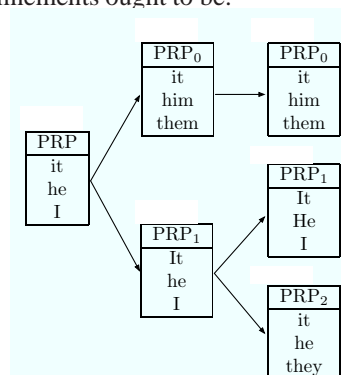 inements ought to be.
PRP
it
he
I
PRP₀
it
him
them
PRP₁
It
he
I
PRP₀
it
him
them
PRP₁
It
He
I
PRP₂
it
he
they